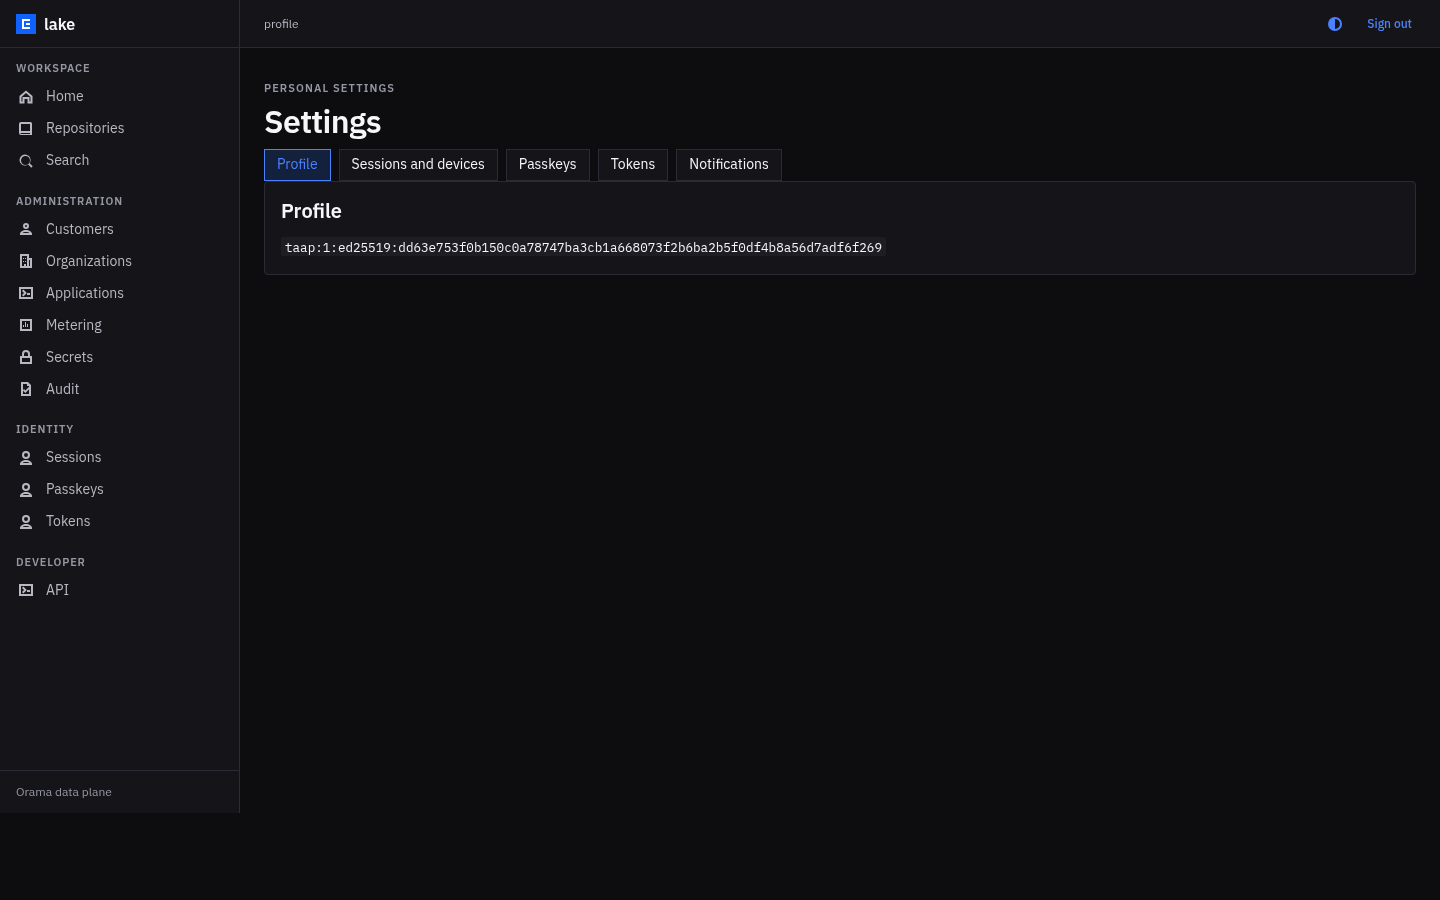 lake
profile
Sign out
WORKSPACE
Home
Repositories
Search
ADMINISTRATION
Customers
Organizations
Applications
Metering
Secrets
Audit
IDENTITY
Sessions
Passkeys
Tokens
DEVELOPER
API
Orama data plane
PERSONAL SETTINGS
Settings
Profile Sessions and devices Passkeys Tokens Notifications
Profile
taap:1:ed25519:dd63e753f0b150c0a78747ba3cb1a668073f2b6ba2b5f0df4b8a56d7adf6f269